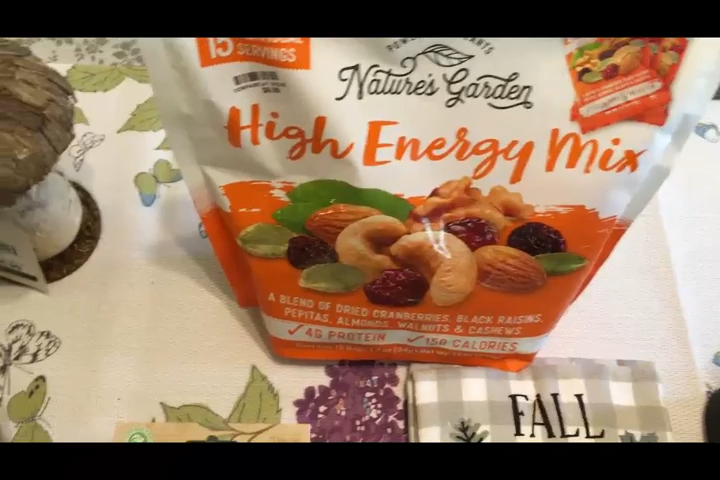 15
SERVINGS
Nature's Garden
High Energy Mix
A BLEND OF DRIED CRANBERRIES, BLACK RAISINS,
PEPITAS, ALMONDS, WALNUTS & CASHEWS
4G PROTEIN 150 CALORIES
FALL